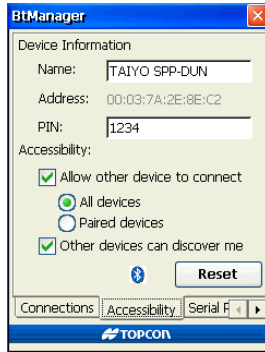 BtManager
Device Information
Name: TAIYO SPP-DUN
Address: 00:03:7A:2E:8E:C2
PIN: 1234
Accessibility:
Allow other device to connect
All devices
Paired devices
Other devices can discover me
Reset
Connections Accessibility Serial
TOPCON